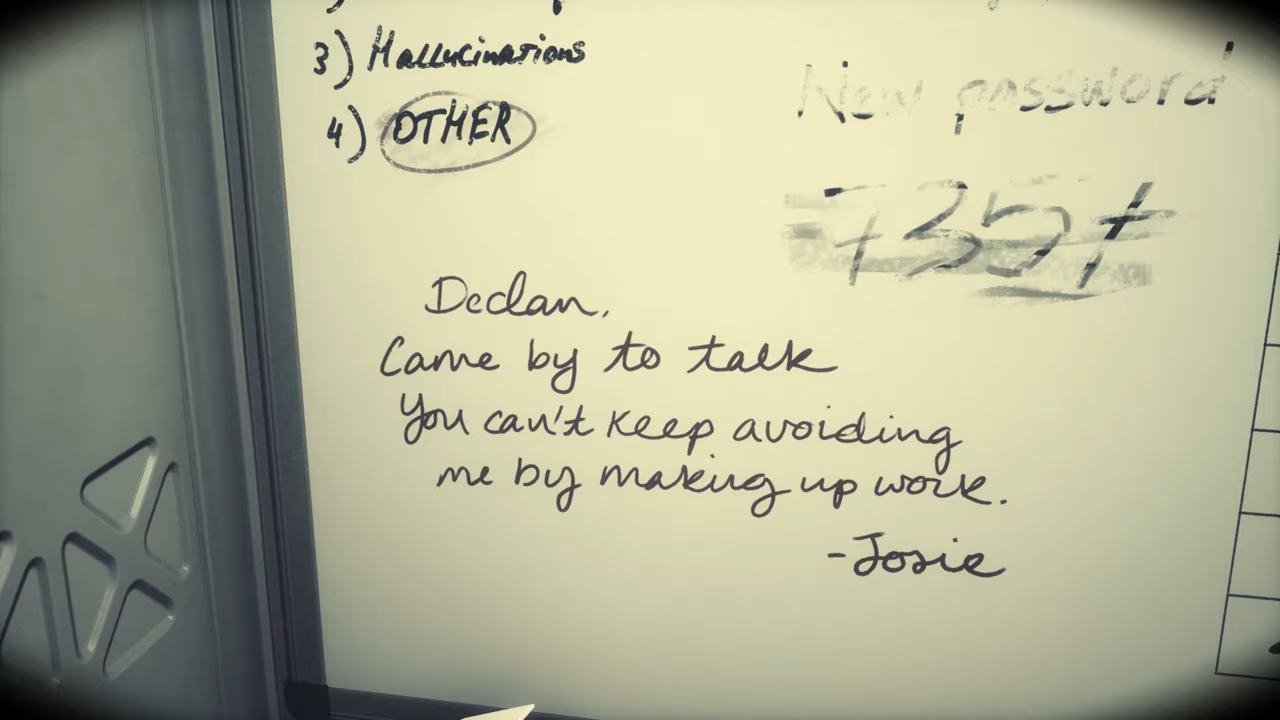 3) Hallucinations
4) OTHER
New password
Declan,
Came by to talk
You can't keep avoiding
me by making up work.
-Josie